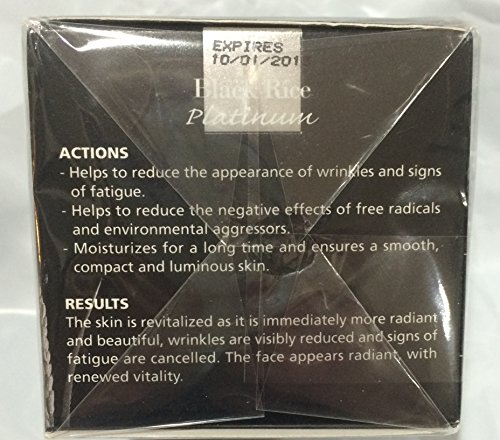 EXPIRES
10/01/201
Black Rice
Platinum
ACTIONS
- Helps to reduce the appearance of wrinkles and signs
of fatigue.
- Helps to reduce the negative effects of free radicals
and environmental aggressors.
- Moisturizes for a long time and ensures a smooth,
compact and luminous skin.
RESULTS
The skin is revitalized as it is immediately more radiant
and beautiful, wrinkles are visibly reduced and signs of
fatigue are cancelled. The face appears radiant, with
renewed vitality.